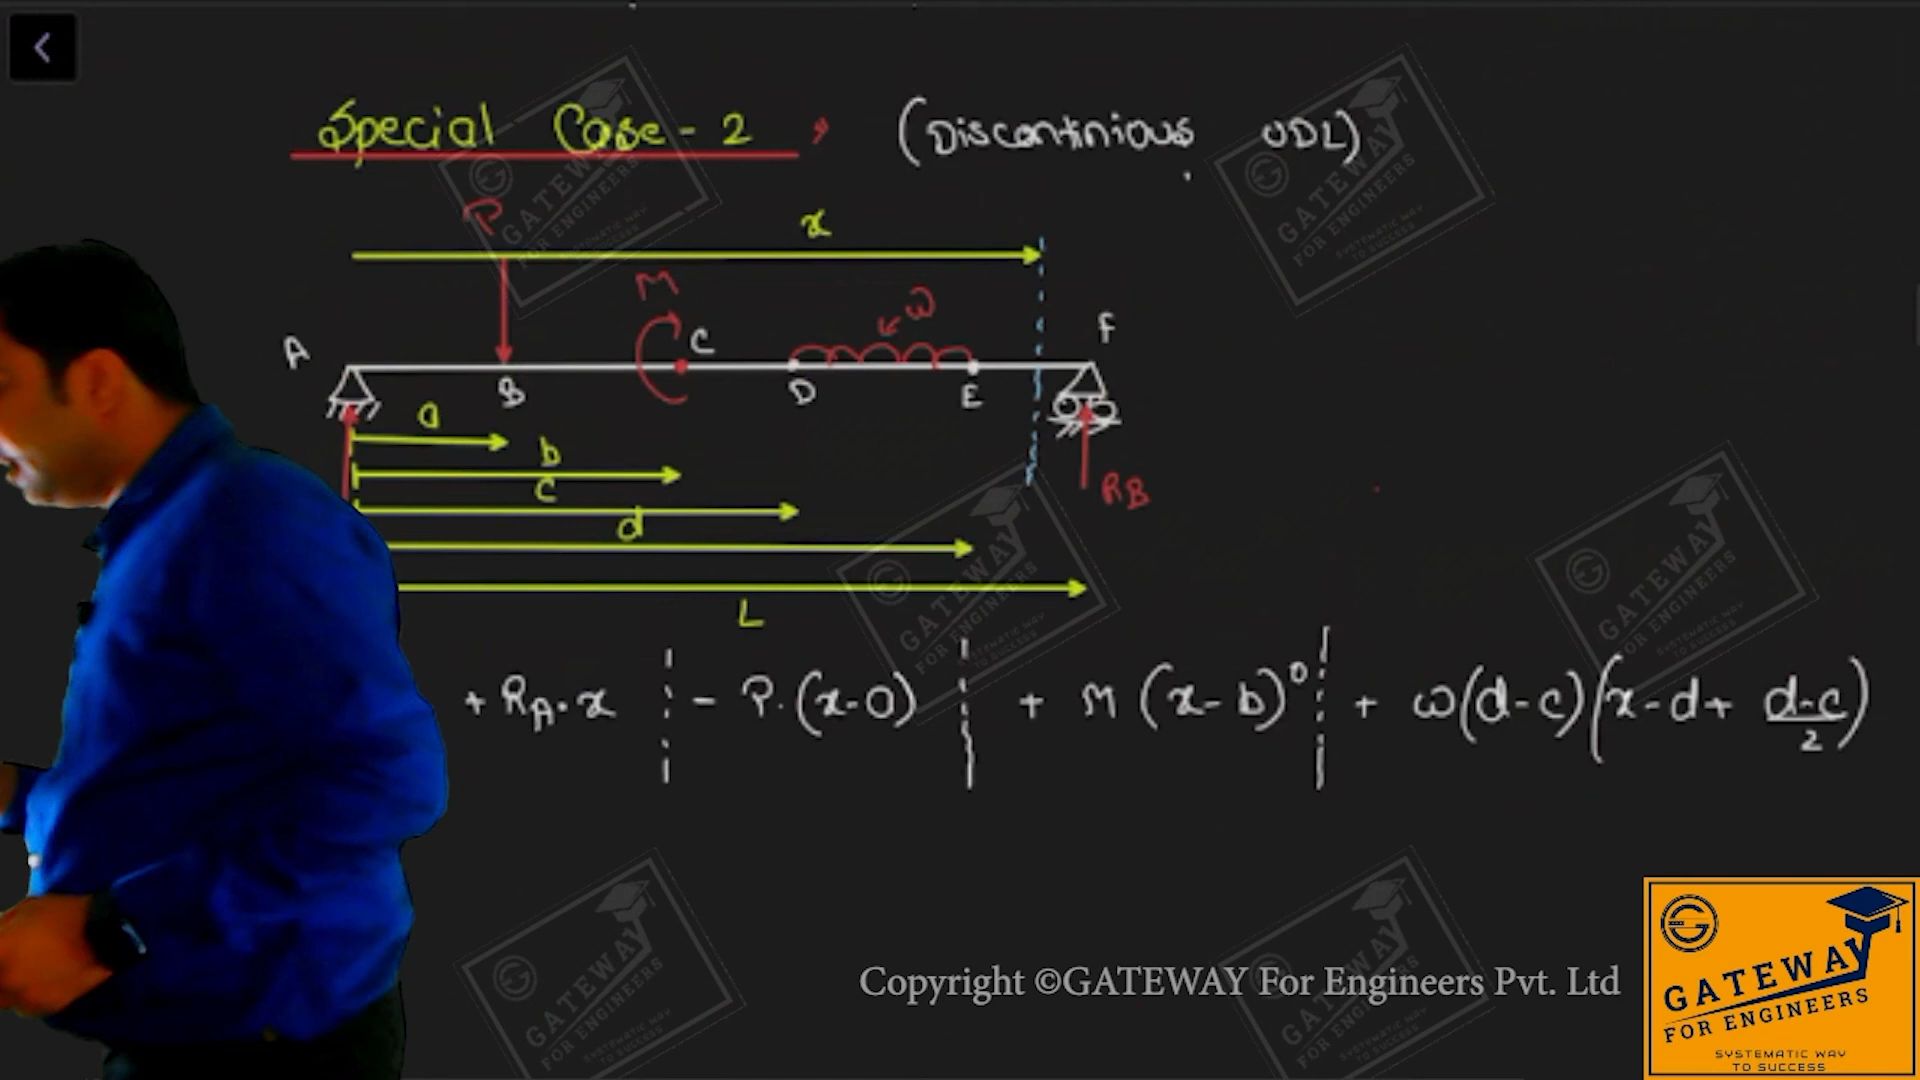 Special Case-2 (Discontinious UDL)
P
x
M
w
A
C
F
B
D
E
a
b
c
RB
d
L
+ RA.x - P.(x-a) + M(x-b)⁰ + w(d-c)(x-d+ (d-c)/2)
Copyright ©GATEWAY For Engineers Pvt. Ltd
GATEWAY
FOR ENGINEERS
SYSTEMATIC WAY
TO SUCCESS